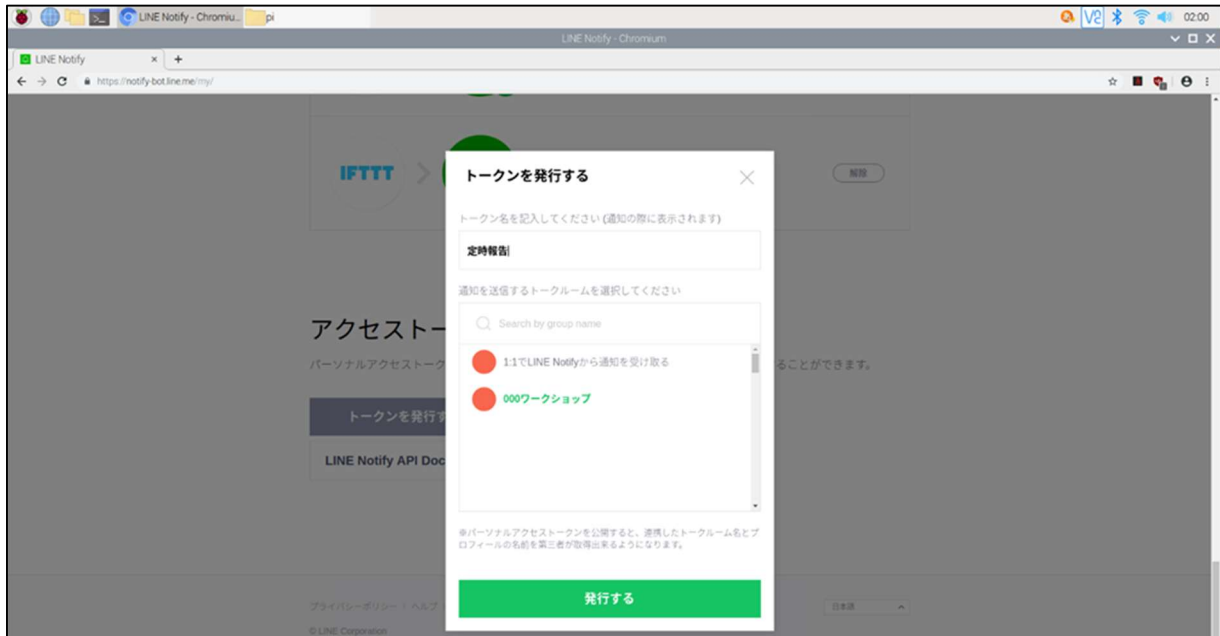 LINE Notify - Chromiu...
pi
02:00
LINE Notify - Chromium
LINE Notify
https://notify-bot.line.me/my/
IFTTT
解除
トークンを発行する
トークン名を記入してください (通知の際に表示されます)
定時報告
通知を送信するトークルームを選択してください
Search by group name
アクセストー
1:1でLINE Notifyから通知を受け取る
パーソナルアクセストーク
ることができます。
000ワークショップ
トークンを発行す
LINE Notify API Doc
※パーソナルアクセストークンを公開すると、連携したトークルーム名とプ
ロフィールの名前を第三者が取得出来るようになります。
発行する
プライバシーポリシー | ヘルプ
日本語
© LINE Corporation